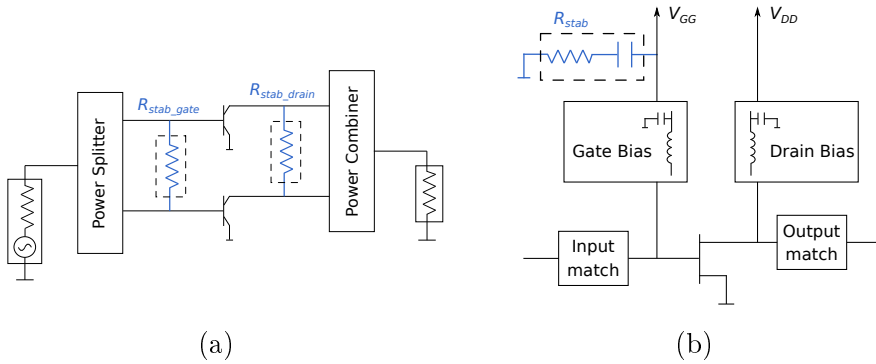 R_stab_gate
R_stab_drain
Power Splitter
Power Combiner
(a)
R_stab
V_GG
V_DD
Gate Bias
Drain Bias
Input
match
Output
match
(b)